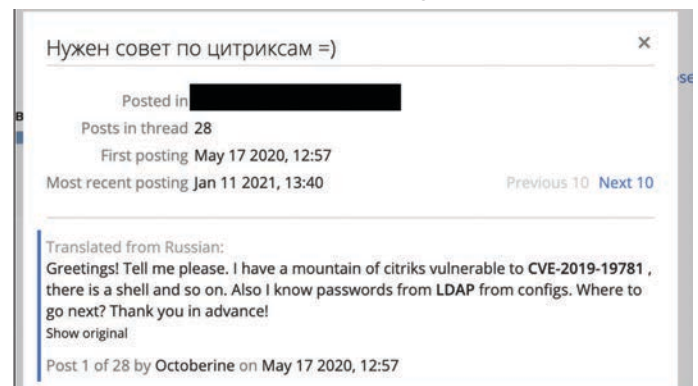 Нужен совет по цитриксам =)
×
Posted in
Posts in thread 28
First posting May 17 2020, 12:57
Most recent posting Jan 11 2021, 13:40
Previous 10 Next 10
Translated from Russian:
Greetings! Tell me please. I have a mountain of citriks vulnerable to CVE-2019-19781 ,
there is a shell and so on. Also I know passwords from LDAP from configs. Where to
go next? Thank you in advance!
Show original
Post 1 of 28 by Octoberine on May 17 2020, 12:57